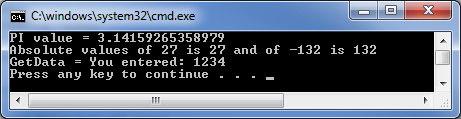 C:\windows\system32\cmd.exe
PI value = 3.14159265358979
Absolute values of 27 is 27 and of -132 is 132
GetData = You entered: 1234
Press any key to continue . . . _